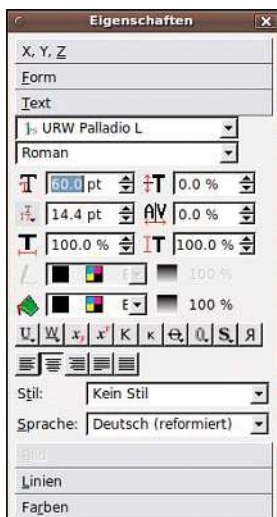 Eigenschaften
X, Y, Z
Form
Text
URW Palladio L
Roman
60.0 pt 0.0 %
14.4 pt 0.0 %
100.0 % 100.0 %
E 100 %
E 100 %
U W x, x K K O O S Я
Stil: Kein Stil
Sprache: Deutsch (reformiert)
Bild
Linien
Farben